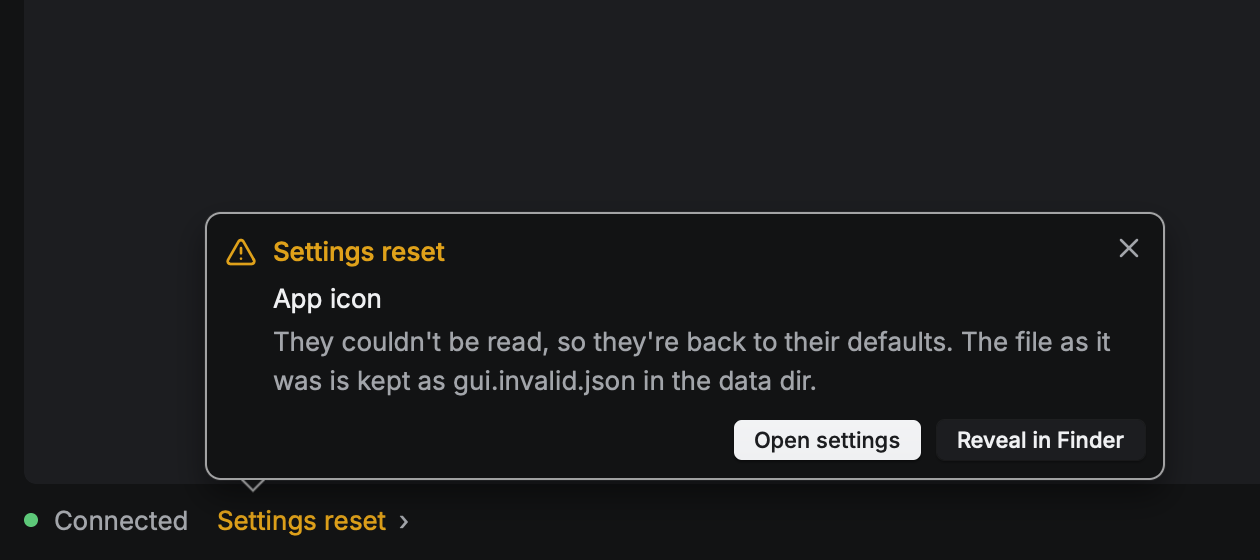 Settings reset
App icon
They couldn't be read, so they're back to their defaults. The file as it
was is kept as gui.invalid.json in the data dir.
Open settings Reveal in Finder
Connected Settings reset ›